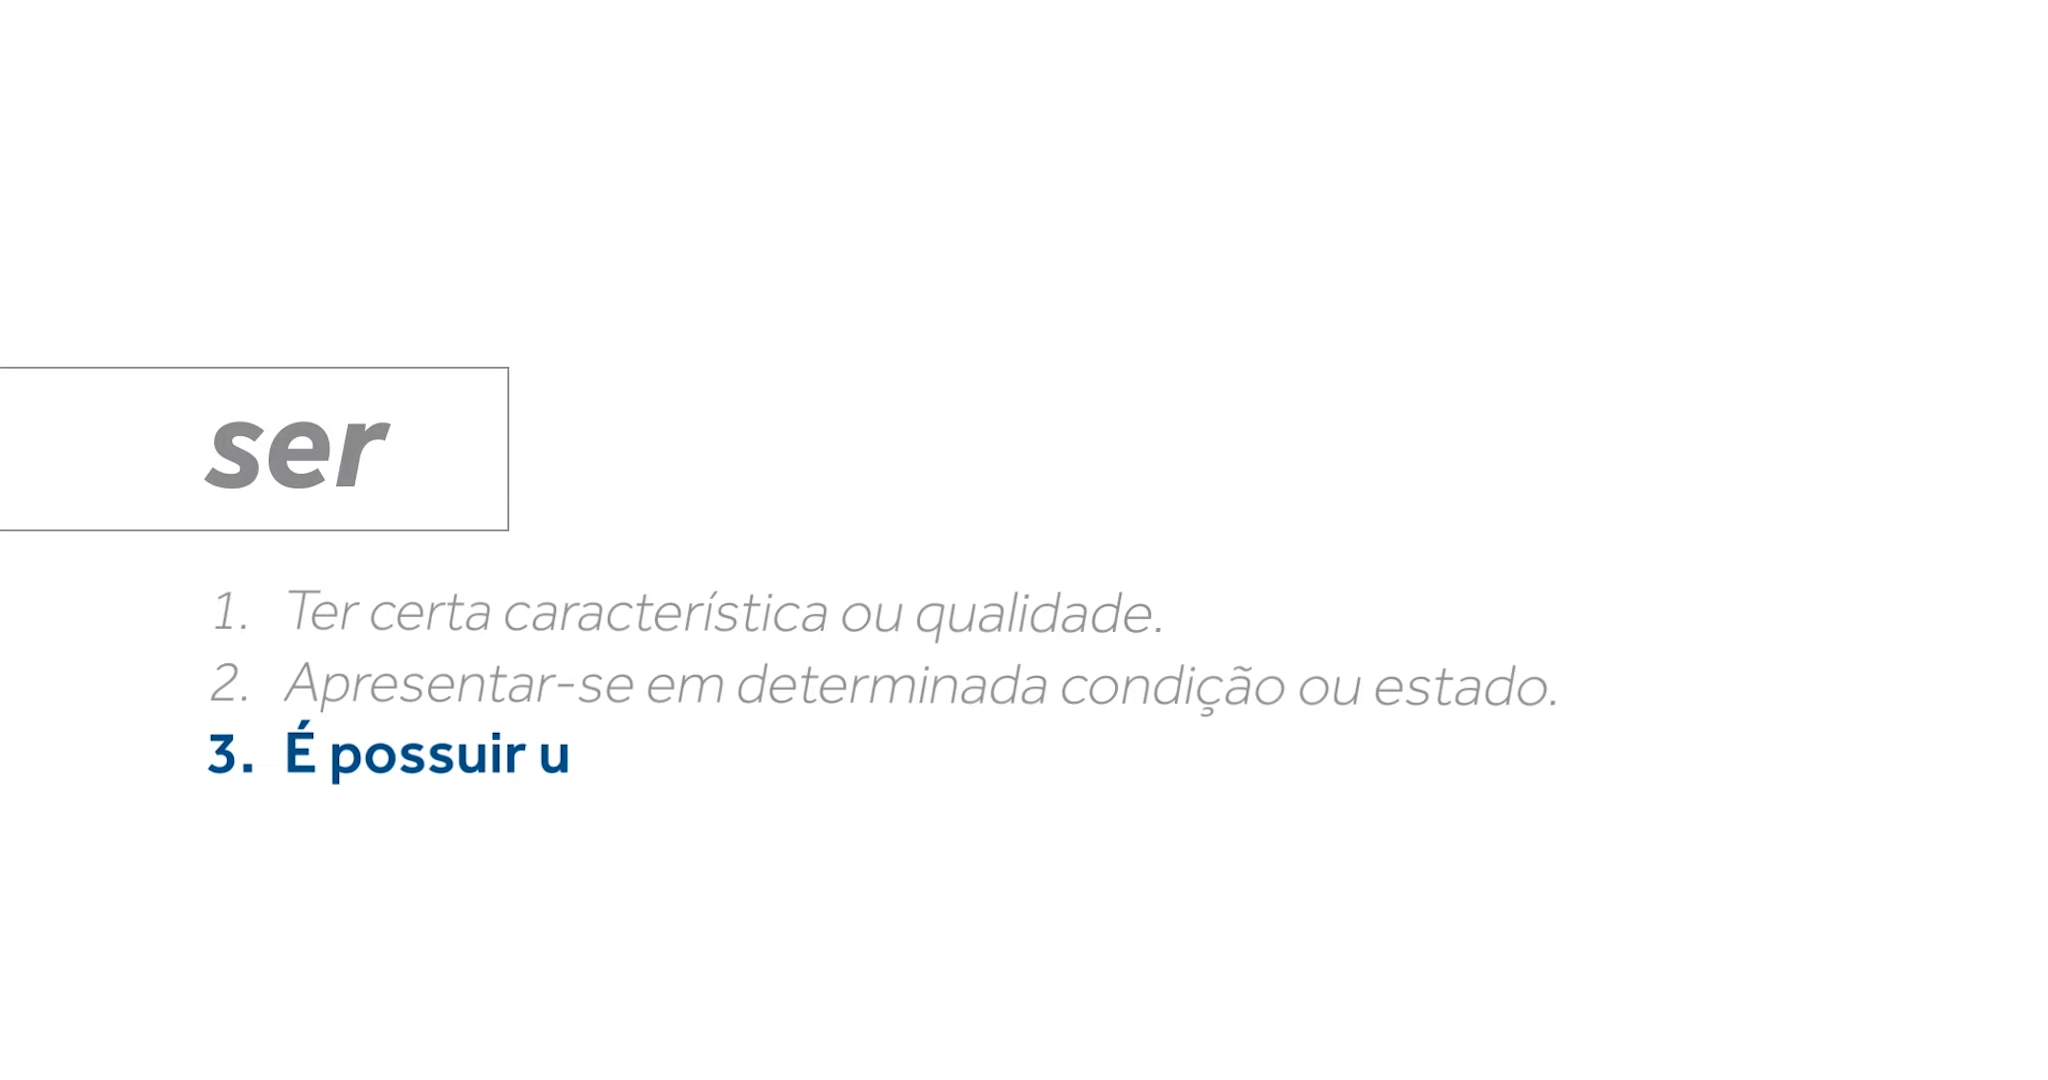 ser
1. Ter certa característica ou qualidade.
2. Apresentar-se em determinada condição ou estado.
3. É possuir u